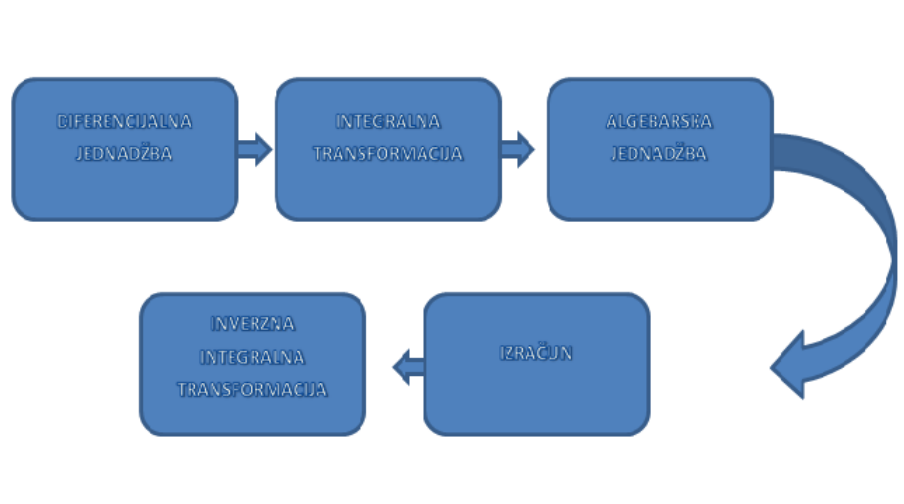 DIFERENCIJALNA
JEDNADŽBA
INTEGRALNA
TRANSFORMACIJA
ALGEBARSKA
JEDNADŽBA
IZRAČUN
INVERZNA
INTEGRALNA
TRANSFORMACIJA